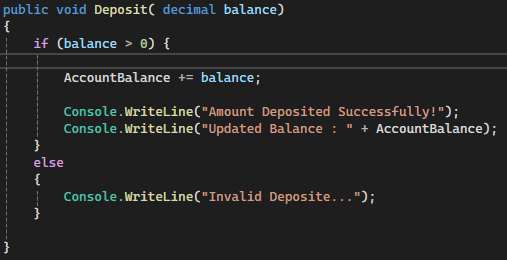 public void Deposit( decimal balance)
{
if (balance > 0) {
AccountBalance += balance;
Console.WriteLine("Amount Deposited Successfully!");
Console.WriteLine("Updated Balance : " + AccountBalance);
}
else
{
Console.WriteLine("Invalid Deposite...");
}
}